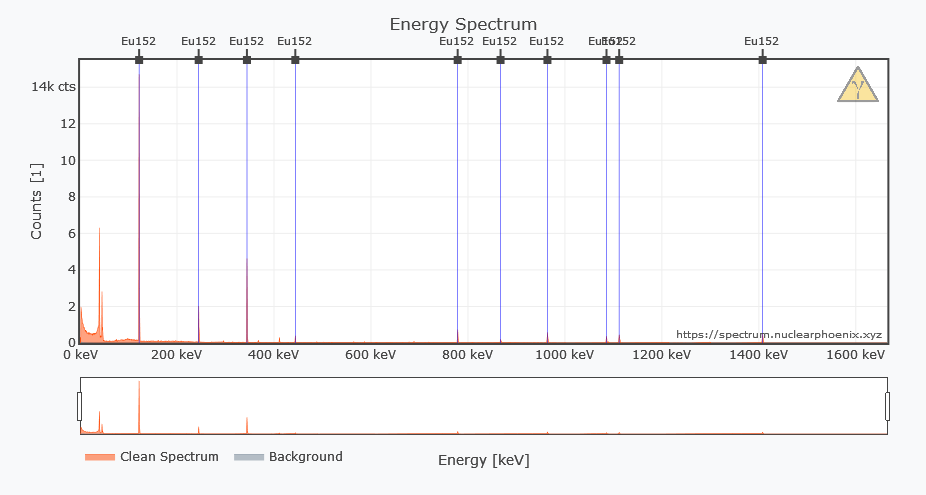 Energy Spectrum
Eu152 Eu152 Eu152 Eu152 Eu152 Eu152 Eu152 Eu152 Eu152 Eu152
γ
14k cts
12
10
8
6
4
2
0
Counts [1]
https://spectrum.nuclearphoenix.xyz
0 keV 200 keV 400 keV 600 keV 800 keV 1000 keV 1200 keV 1400 keV 1600 keV
Clean Spectrum Background
Energy [keV]